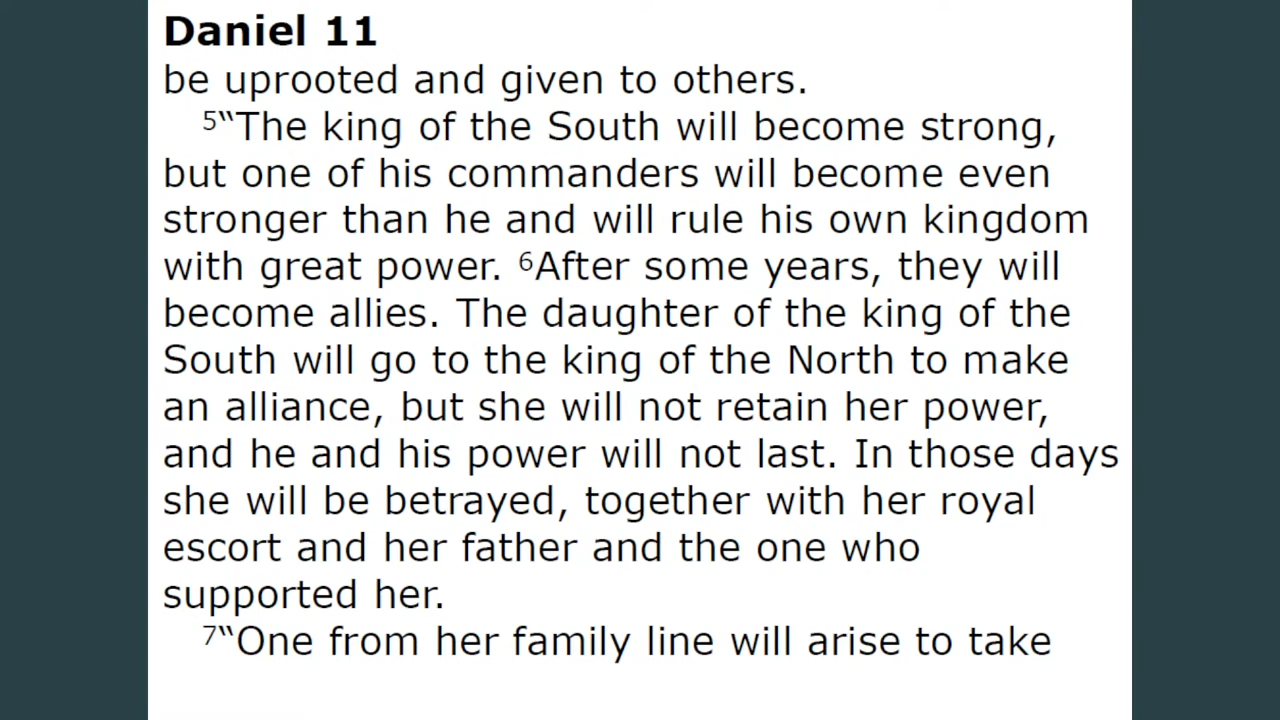 Daniel 11
be uprooted and given to others.
⁵“The king of the South will become strong,
but one of his commanders will become even
stronger than he and will rule his own kingdom
with great power. ⁶After some years, they will
become allies. The daughter of the king of the
South will go to the king of the North to make
an alliance, but she will not retain her power,
and he and his power will not last. In those days
she will be betrayed, together with her royal
escort and her father and the one who
supported her.
⁷“One from her family line will arise to take